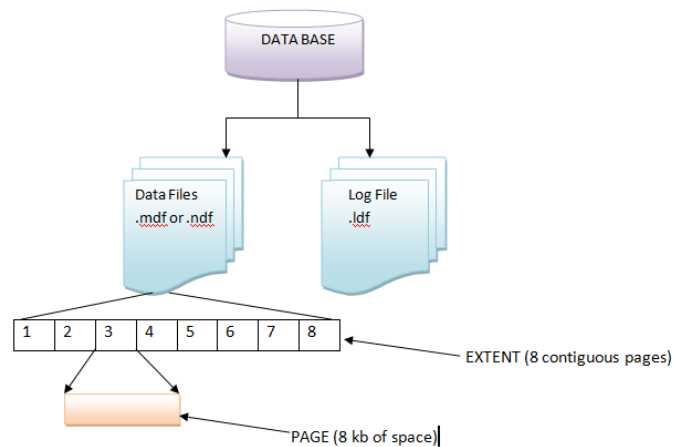 DATA BASE
Data Files
.mdf or .ndf
Log File
.ldf
1 2 3 4 5 6 7 8
EXTENT (8 contiguous pages)
PAGE (8 kb of space)